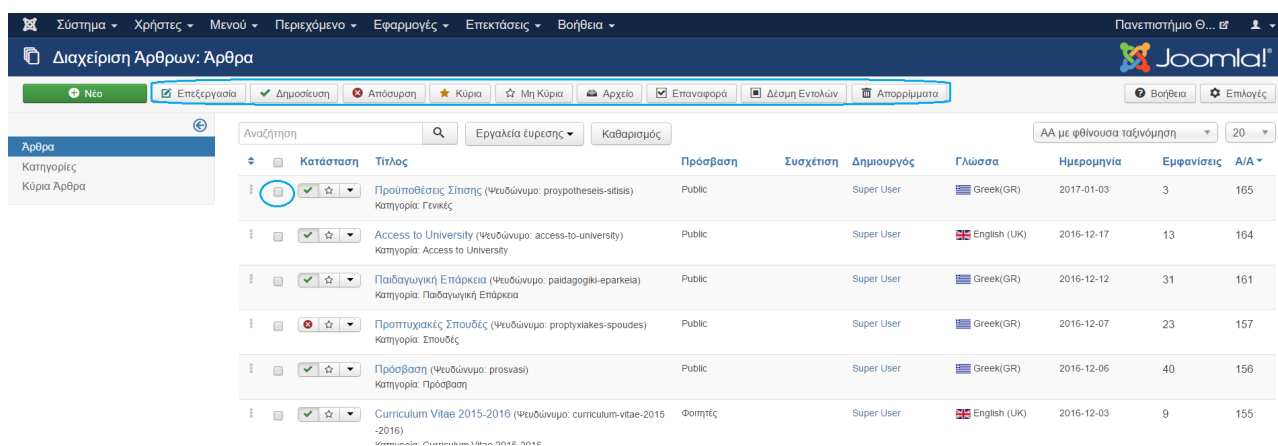 Σύστημα Χρήστες Μενού Περιεχόμενο Εφαρμογές Επεκτάσεις Βοήθεια Πανεπιστήμιο Θ...
Διαχείριση Άρθρων: Άρθρα Joomla!
Νέο Επεξεργασία Δημοσίευση Απόσυρση Κύρια Μη Κύρια Αρχείο Επαναφορά Δέσμη Εντολών Απορρίμματα Βοήθεια Επιλογές
Αναζήτηση Εργαλεία έυρεσης Καθαρισμός ΑΑ με φθίνουσα ταξινόμηση 20
Άρθρα
Κατηγορίες
Κύρια Άρθρα
Κατάσταση Τίτλος Πρόσβαση Συσχέτιση Δημιουργός Γλώσσα Ημερομηνία Εμφανίσεις Α/Α
Προϋποθέσεις Σίτισης (Ψευδώνυμο: proypotheseis-sitisis) Public Super User Greek(GR) 2017-01-03 3 165
Κατηγορία: Γενικές
Access to University (Ψευδώνυμο: access-to-university) Public Super User English (UK) 2016-12-17 13 164
Κατηγορία: Access to University
Παιδαγωγική Επάρκεια (Ψευδώνυμο: paidagogiki-eparkeia) Public Super User Greek(GR) 2016-12-12 31 161
Κατηγορία: Παιδαγωγική Επάρκεια
Προπτυχιακές Σπουδές (Ψευδώνυμο: proptyxiakes-spoudes) Public Super User Greek(GR) 2016-12-07 23 157
Κατηγορία: Σπουδές
Πρόσβαση (Ψευδώνυμο: prosvasi) Public Super User Greek(GR) 2016-12-06 40 156
Κατηγορία: Πρόσβαση
Curriculum Vitae 2015-2016 (Ψευδώνυμο: curriculum-vitae-2015 Φοιτητές Super User English (UK) 2016-12-03 9 155
-2016)
Κατηγορία: Curriculum Vitae 2015-2016